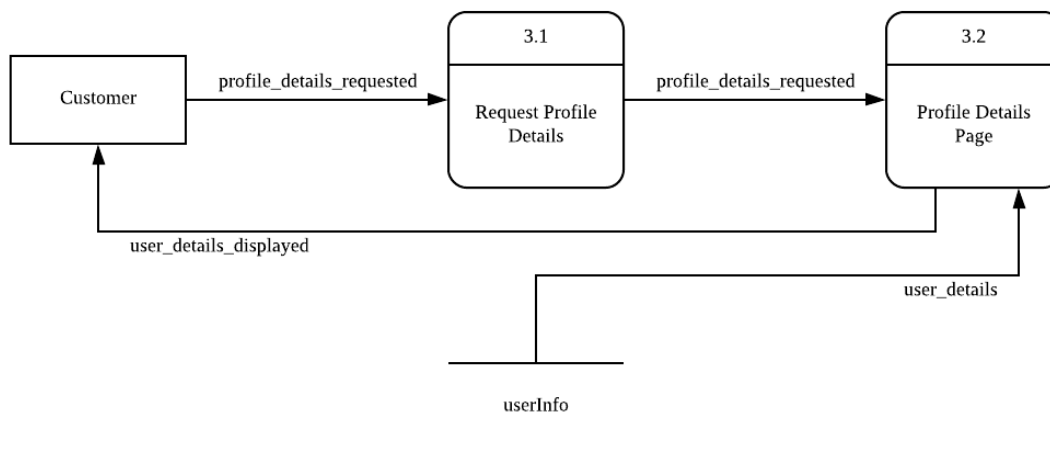 3.1
3.2
Customer
profile_details_requested
Request Profile
Details
profile_details_requested
Profile Details
Page
user_details_displayed
user_details
userInfo